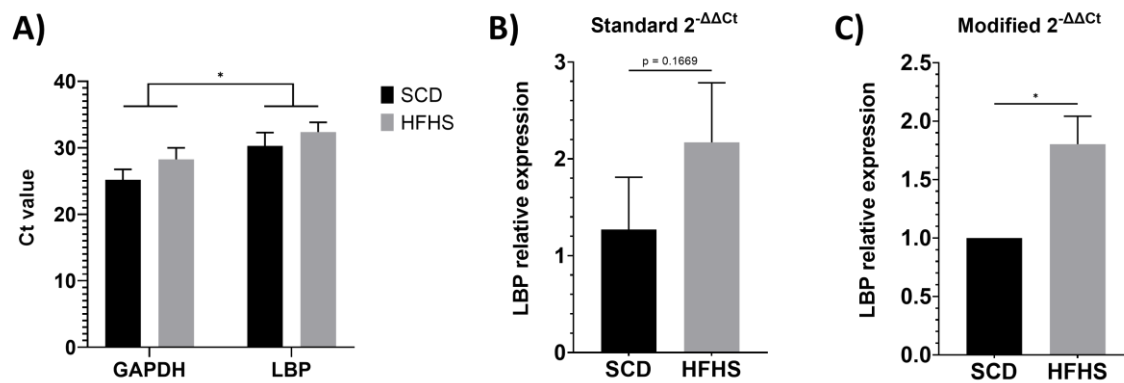 A)
Ct value
40
30
20
10
0
*
GAPDH LBP
SCD
HFHS
B) Standard 2-ΔΔCt
LBP relative expression
3
2
1
0
p = 0.1669
SCD HFHS
C) Modified 2-ΔΔCt
LBP relative expression
2.5
2.0
1.5
1.0
0.5
0.0
*
SCD HFHS